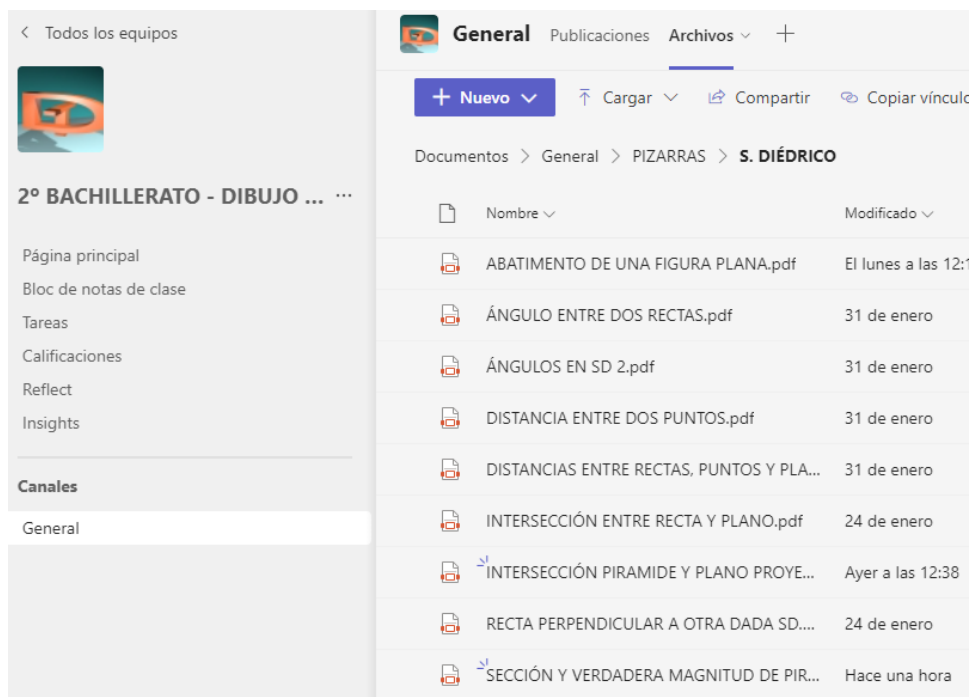 Todos los equipos
2º BACHILLERATO - DIBUJO ... ...
Página principal
Bloc de notas de clase
Tareas
Calificaciones
Reflect
Insights
Canales
General
General Publicaciones Archivos
Nuevo Cargar Compartir Copiar vínculo
Documentos > General > PIZARRAS > S. DIÉDRICO
Nombre Modificado
ABATIMENTO DE UNA FIGURA PLANA.pdf El lunes a las 12:1
ÁNGULO ENTRE DOS RECTAS.pdf 31 de enero
ÁNGULOS EN SD 2.pdf 31 de enero
DISTANCIA ENTRE DOS PUNTOS.pdf 31 de enero
DISTANCIAS ENTRE RECTAS, PUNTOS Y PLA... 31 de enero
INTERSECCIÓN ENTRE RECTA Y PLANO.pdf 24 de enero
INTERSECCIÓN PIRAMIDE Y PLANO PROYE... Ayer a las 12:38
RECTA PERPENDICULAR A OTRA DADA SD.... 24 de enero
SECCIÓN Y VERDADERA MAGNITUD DE PIR... Hace una hora